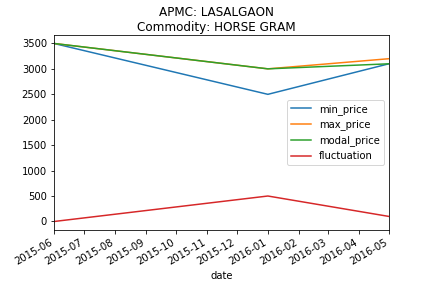 APMC: LASALGAON
Commodity: HORSE GRAM
3500
3000
2500
2000
1500
1000
500
0
min_price
max_price
modal_price
fluctuation
2015-06
2015-07
2015-08
2015-09
2015-10
2015-11
2015-12
2016-01
2016-02
2016-03
2016-04
2016-05
date